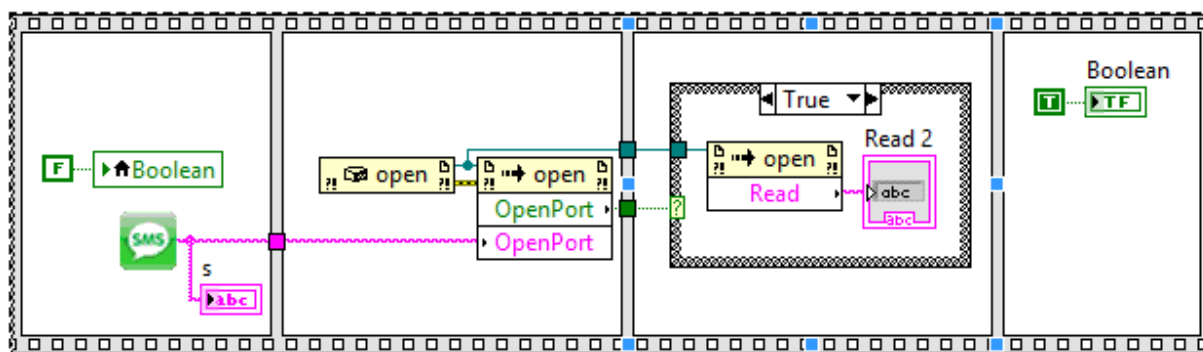 F
Boolean
SMS
s
abc
open
open
OpenPort
OpenPort
True
?
open
Read
Read 2
abc
abc
Boolean
T
TF